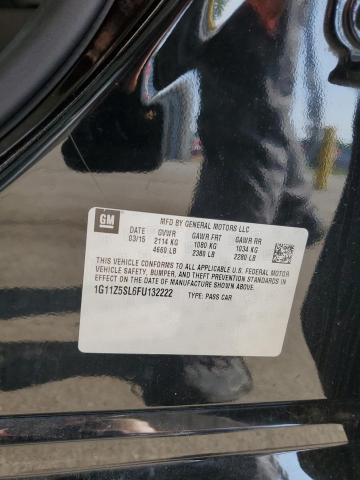 GM
MFD BY GENERAL MOTORS LLC
DATE GVWR GAWR FRT GAWR RR
03/15 2114 KG 1080 KG 1034 KG
4660 LB 2380 LB 2280 LB
THIS VEHICLE CONFORMS TO ALL APPLICABLE U.S. FEDERAL MOTOR
VEHICLE SAFETY, BUMPER, AND THEFT PREVENTION STANDARDS IN
EFFECT ON THE DATE OF MANUFACTURE SHOWN ABOVE.
1G11Z5SL6FU132222 TYPE: PASS CAR